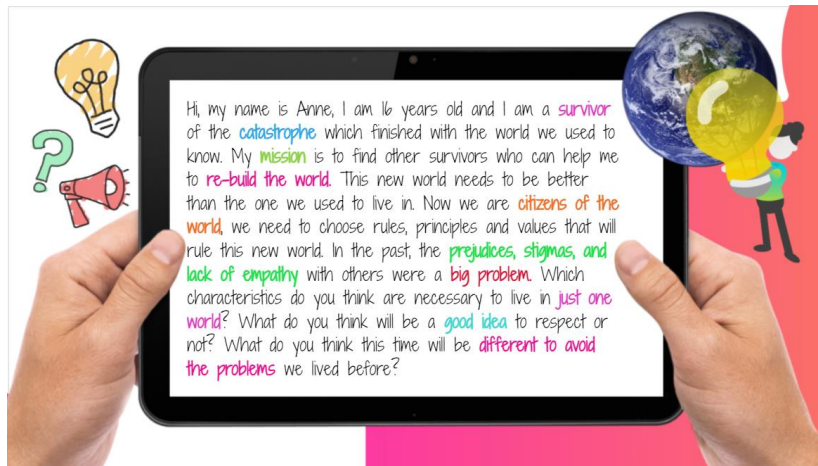 Hi, my name is Anne, I am 16 years old and I am a survivor
of the catastrophe which finished with the world we used to
know. My mission is to find other survivors who can help me
to re-build the world. This new world needs to be better
than the one we used to live in. Now we are citizens of the
world, we need to choose rules, principles and values that will
rule this new world. In the past, the prejudices, stigmas, and
lack of empathy with others were a big problem. Which
characteristics do you think are necessary to live in just one
world? What do you think will be a good idea to respect or
not? What do you think this time will be different to avoid
the problems we lived before?